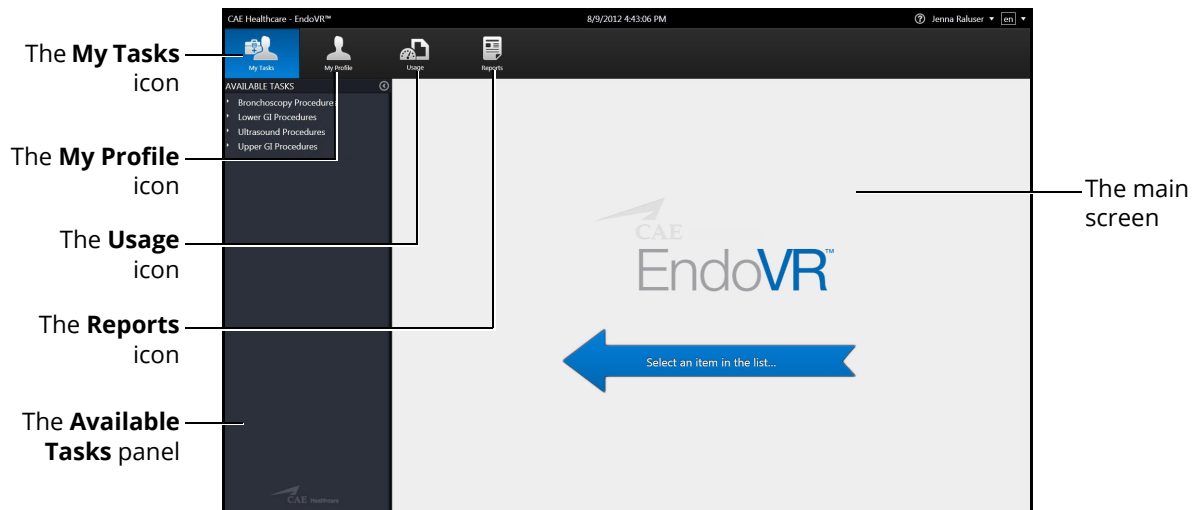 CAE Healthcare - EndoVR™
8/9/2012 4:43:06 PM
Jenna Raluser
en
The My Tasks
icon
My Tasks
My Profile
Usage
Reports
AVAILABLE TASKS
Bronchoscopy Procedures
Lower GI Procedures
Ultrasound Procedures
Upper GI Procedures
The My Profile
icon
The main
screen
The Usage
icon
CAE
EndoVR™
The Reports
icon
Select an item in the list...
The Available
Tasks panel
CAE Healthcare